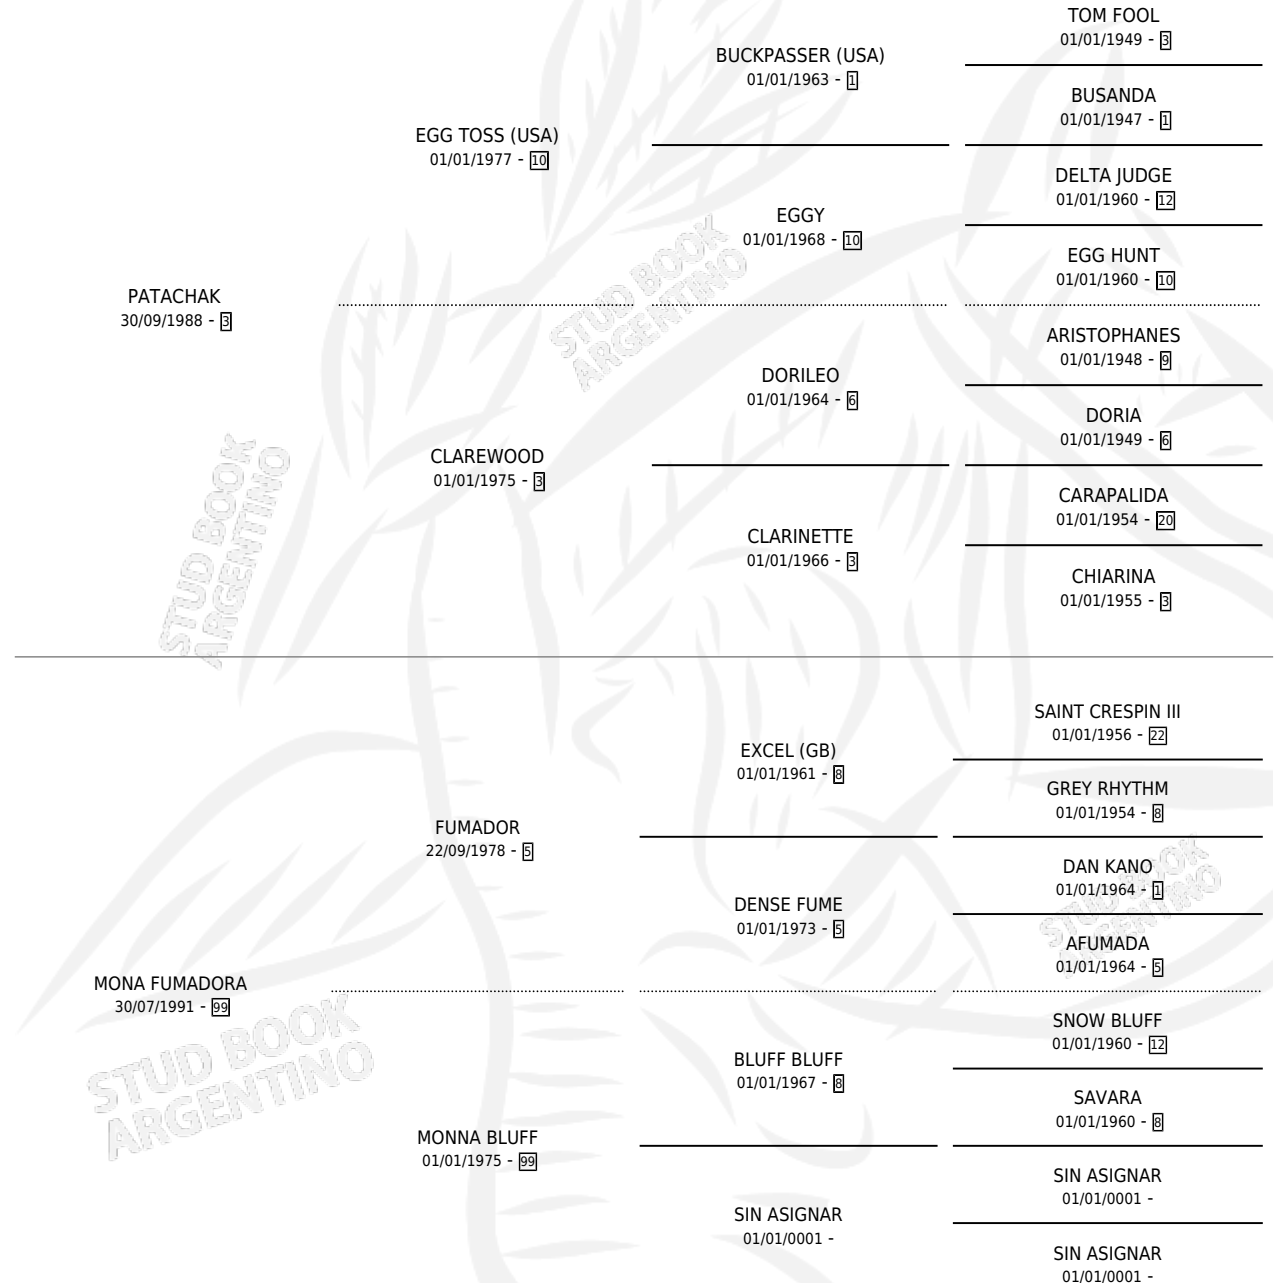 TOM FOOL
01/01/1949 - 3
BUCKPASSER (USA)
01/01/1963 - 1
BUSANDA
01/01/1947 - 1
EGG TOSS (USA)
01/01/1977 - 10
DELTA JUDGE
01/01/1960 - 12
EGGY
01/01/1968 - 10
EGG HUNT
01/01/1960 - 10
PATACHAK
30/09/1988 - 3
STUD BOOK
ARGENTINO
ARISTOPHANES
01/01/1948 - 9
DORILEO
01/01/1964 - 6
DORIA
01/01/1949 - 6
CLAREWOOD
01/01/1975 - 3
CARAPALIDA
01/01/1954 - 20
CLARINETTE
01/01/1966 - 3
CHIARINA
01/01/1955 - 3
STUD BOOK
ARGENTINO
SAINT CRESPIN III
01/01/1956 - 22
EXCEL (GB)
01/01/1961 - 8
GREY RHYTHM
01/01/1954 - 8
FUMADOR
22/09/1978 - 5
DAN KANO
01/01/1964 - 1
DENSE FUME
01/01/1973 - 5
STUD BOOK
ARGENTINO
AFUMADA
01/01/1964 - 5
MONA FUMADORA
30/07/1991 - 99
SNOW BLUFF
01/01/1960 - 12
BLUFF BLUFF
01/01/1967 - 8
STUD BOOK
ARGENTINO
SAVARA
01/01/1960 - 8
MONNA BLUFF
01/01/1975 - 99
SIN ASIGNAR
01/01/0001 -
SIN ASIGNAR
01/01/0001 -
SIN ASIGNAR
01/01/0001 -